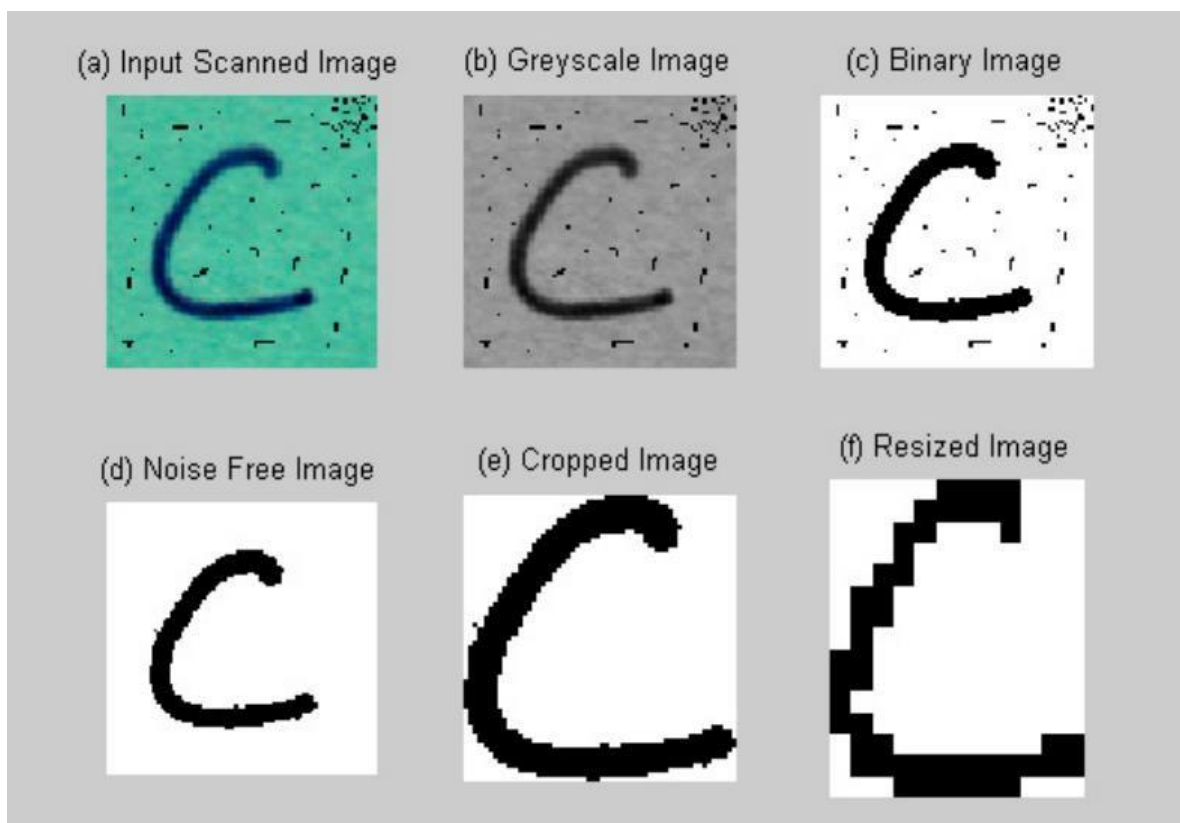 (a) Input Scanned Image
(b) Greyscale Image
(c) Binary Image
C
C
C
(d) Noise Free Image
(e) Cropped Image
(f) Resized Image
C
C
C